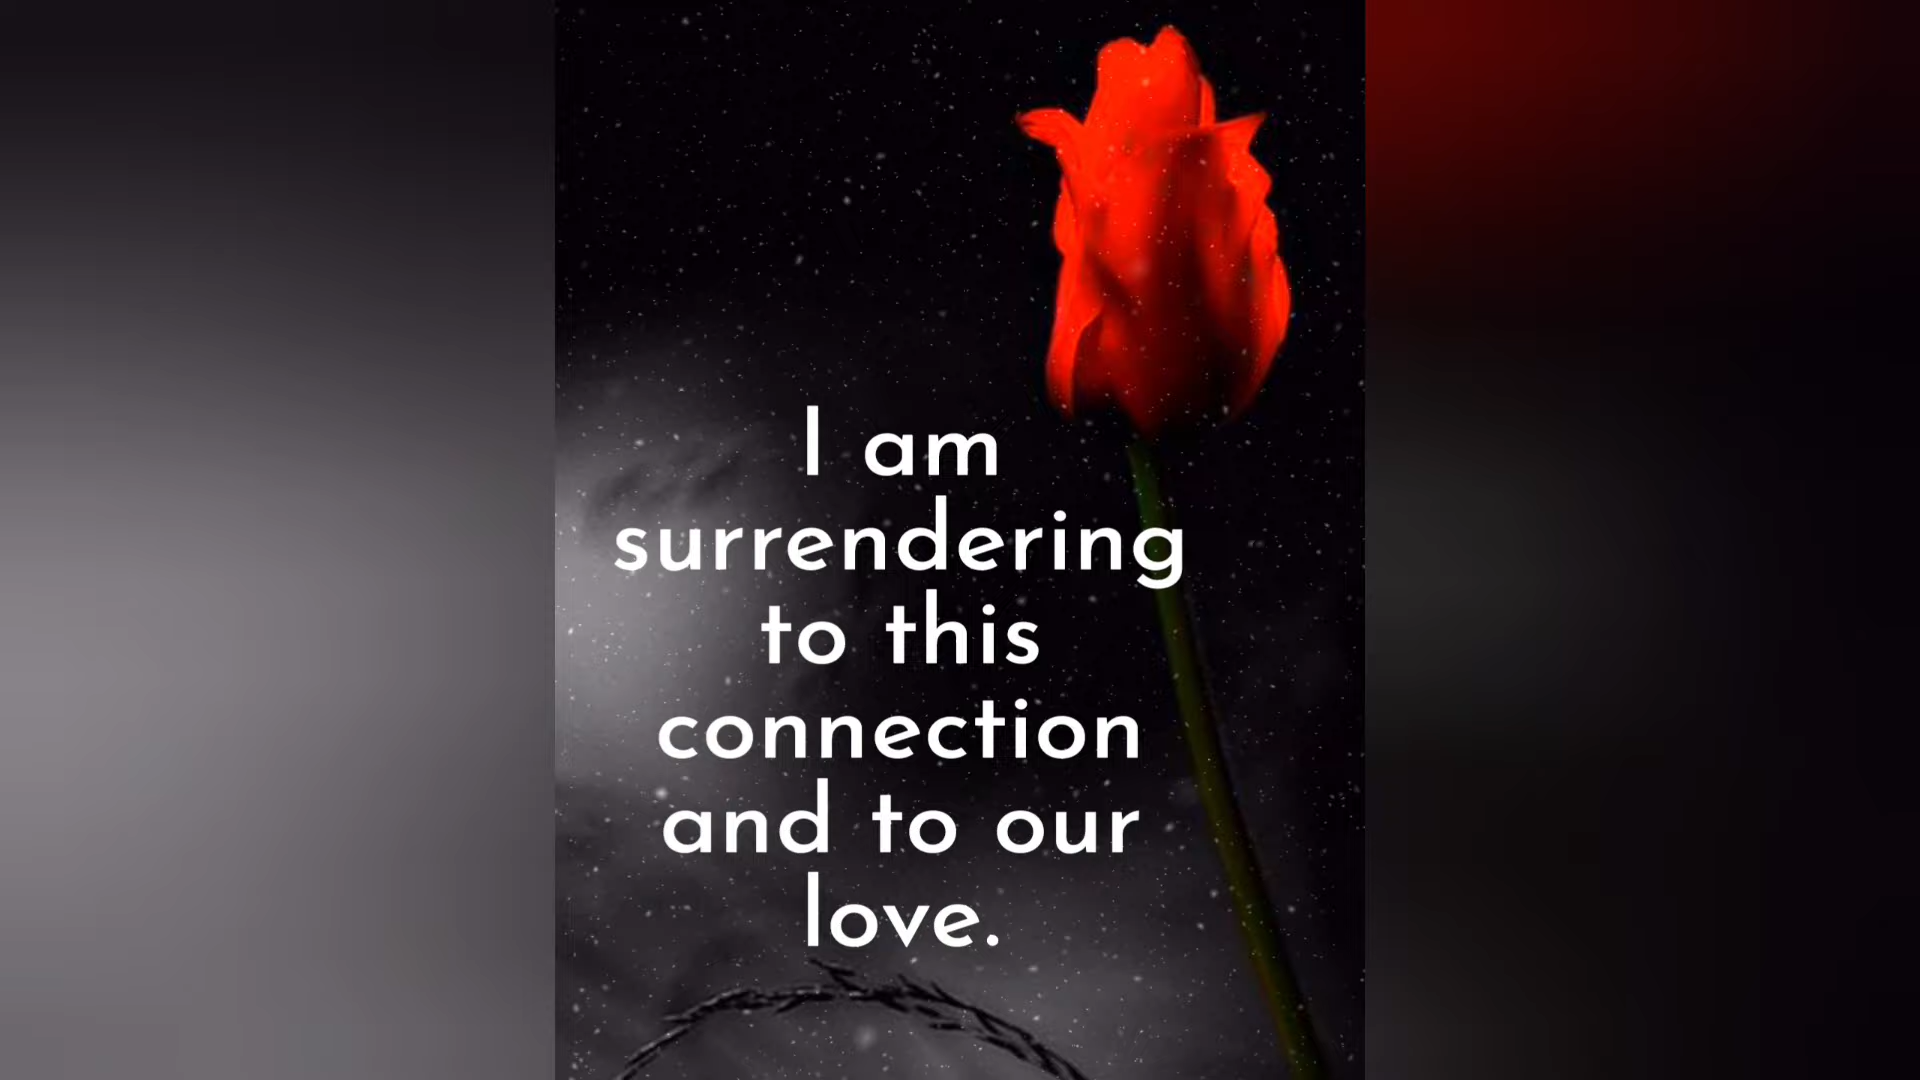 I am
surrendering
to this
connection
and to our
love.